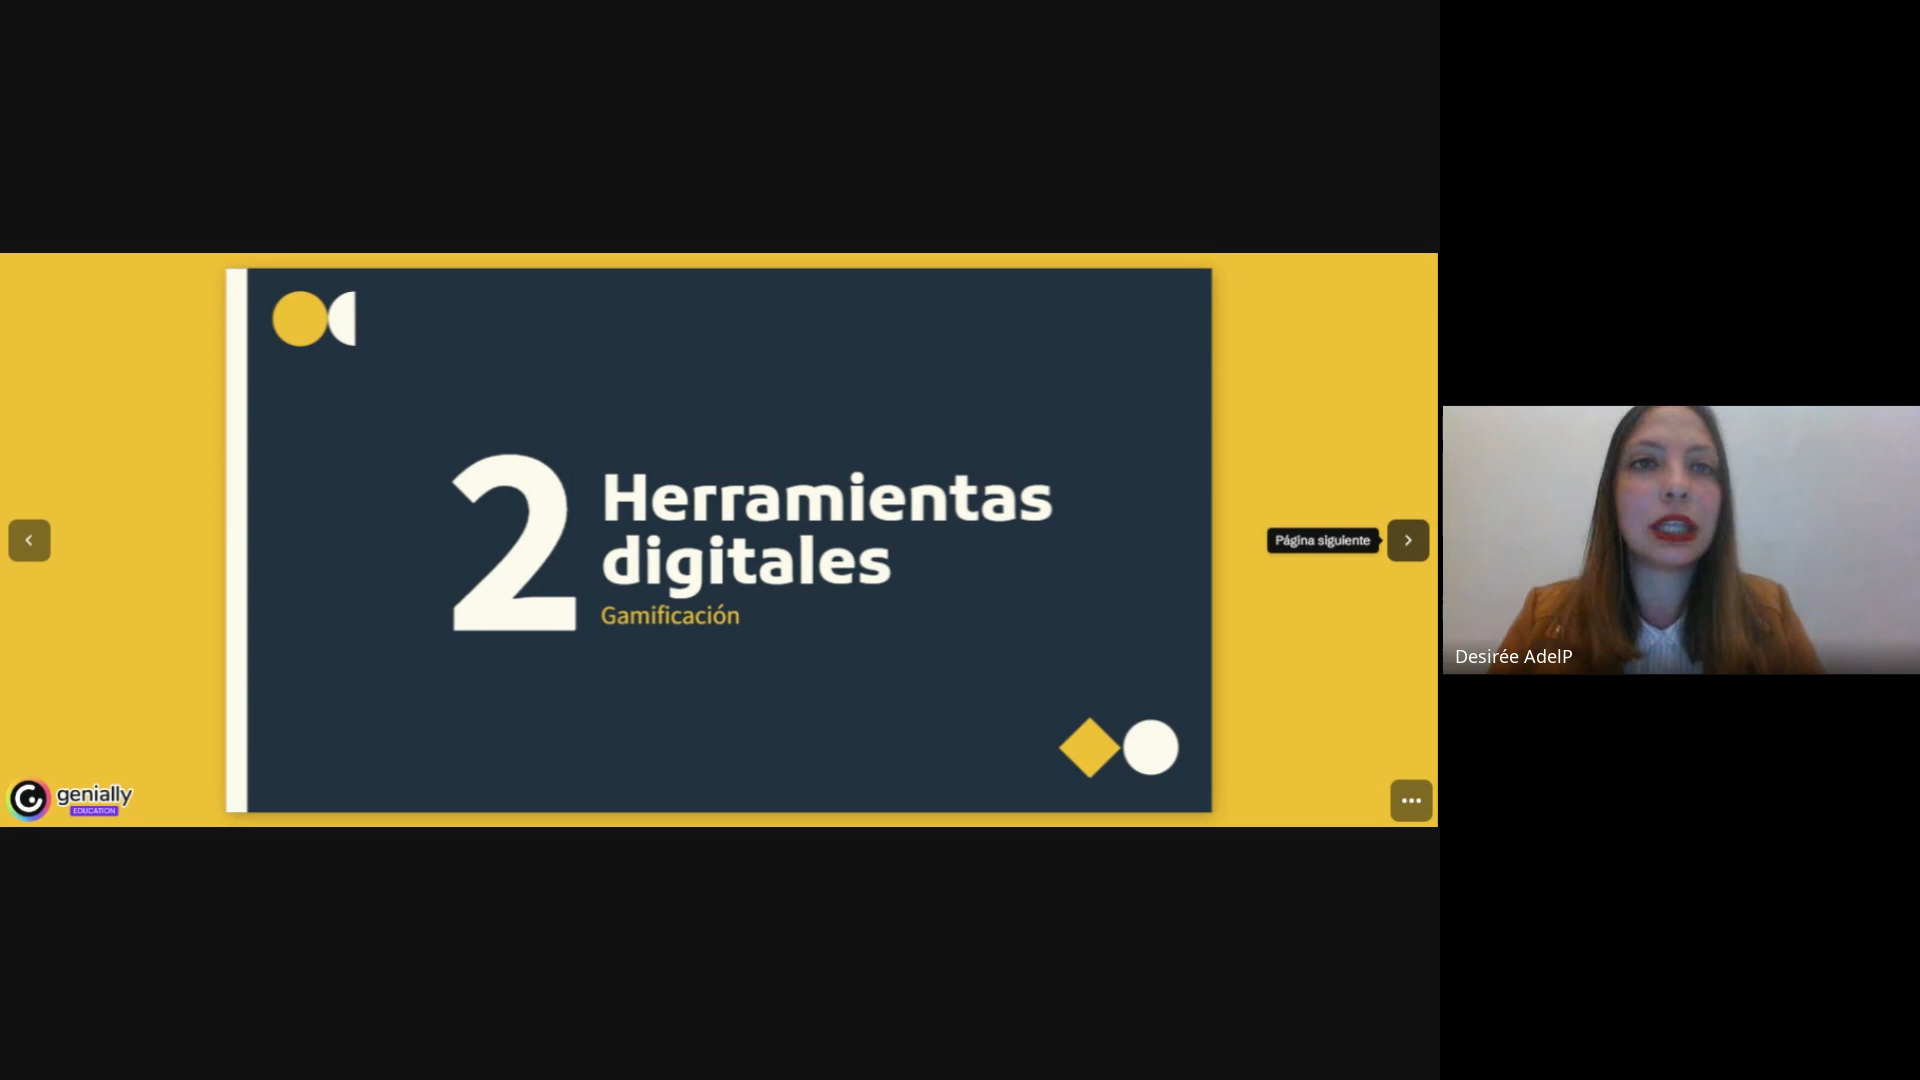 2
Herramientas
digitales
Gamificación
Página siguiente
genially
EDUCATION
Desirée AdelP